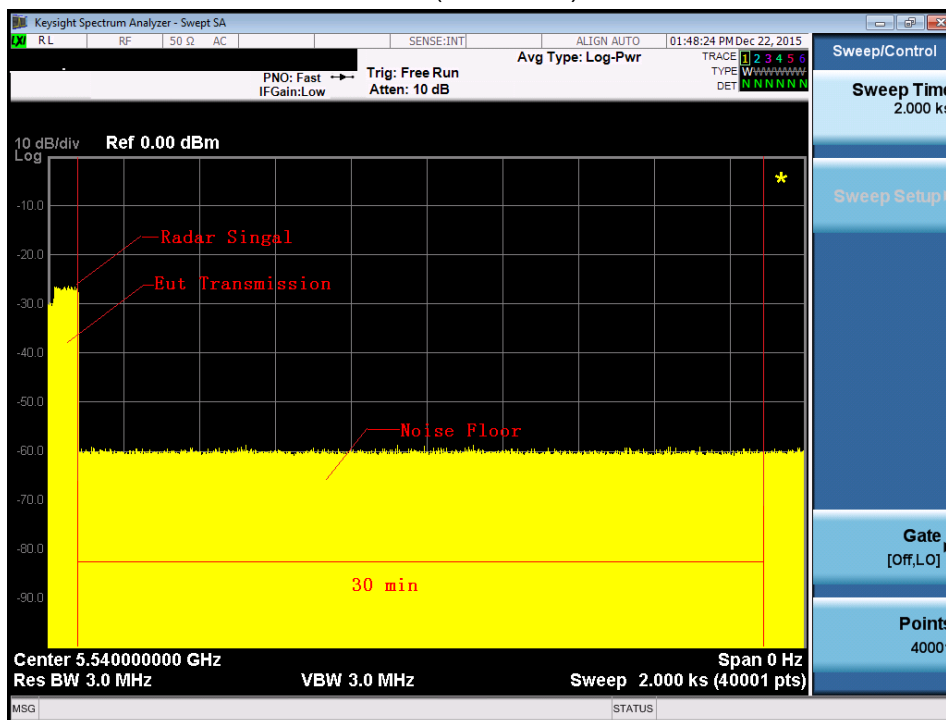 Keysight Spectrum Analyzer - Swept SA
LXI RL RF 50 Ω AC SENSE:INT ALIGN AUTO 01:48:24 PM Dec 22, 2015
Avg Type: Log-Pwr
TRACE 1 2 3 4 5 6
PNO: Fast Trig: Free Run
TYPE WWWWWWW
IFGain:Low Atten: 10 dB
DET N N N N N N
Sweep/Control
Sweep Time
2.000 ks
Sweep Setup
Gate
[Off,LO]
Points
40001
10 dB/div Ref 0.00 dBm
Log
*
-10.0
Radar Singal
-20.0
Eut Transmission
-30.0
-40.0
-50.0
Noise Floor
-60.0
-70.0
-80.0
30 min
-90.0
Center 5.540000000 GHz Span 0 Hz
Res BW 3.0 MHz VBW 3.0 MHz Sweep 2.000 ks (40001 pts)
MSG STATUS